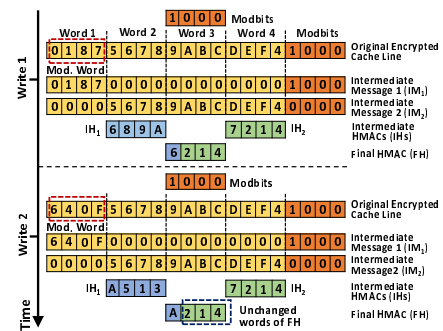 1 0 0 0 Modbits
Word 1 Word 2 Word 3 Word 4 Modbits
0 1 8 7 5 6 7 8 9 A B C D E F 4 1 0 0 0 Original Encrypted Cache Line
Mod. Word
0 1 8 7 0 0 0 0 0 0 0 0 0 0 0 0 1 0 0 0 Intermediate Message 1 (IM1)
0 0 0 0 5 6 7 8 9 A B C D E F 4 1 0 0 0 Intermediate Message 2 (IM2)
IH1 6 8 9 A 7 2 1 4 IH2 Intermediate HMACs (IHs)
6 2 1 4 Final HMAC (FH)
Write 1
1 0 0 0 Modbits
6 4 0 F 5 6 7 8 9 A B C D E F 4 1 0 0 0 Original Encrypted Cache Line
Mod. Word
6 4 0 F 0 0 0 0 0 0 0 0 0 0 0 0 1 0 0 0 Intermediate Message 1 (IM1)
0 0 0 0 5 6 7 8 9 A B C D E F 4 1 0 0 0 Intermediate Message2 (IM2)
IH1 A 5 1 3 7 2 1 4 IH2 Intermediate HMACs (IHs)
A 2 1 4 Unchanged words of FH Final HMAC (FH)
Write 2
Time